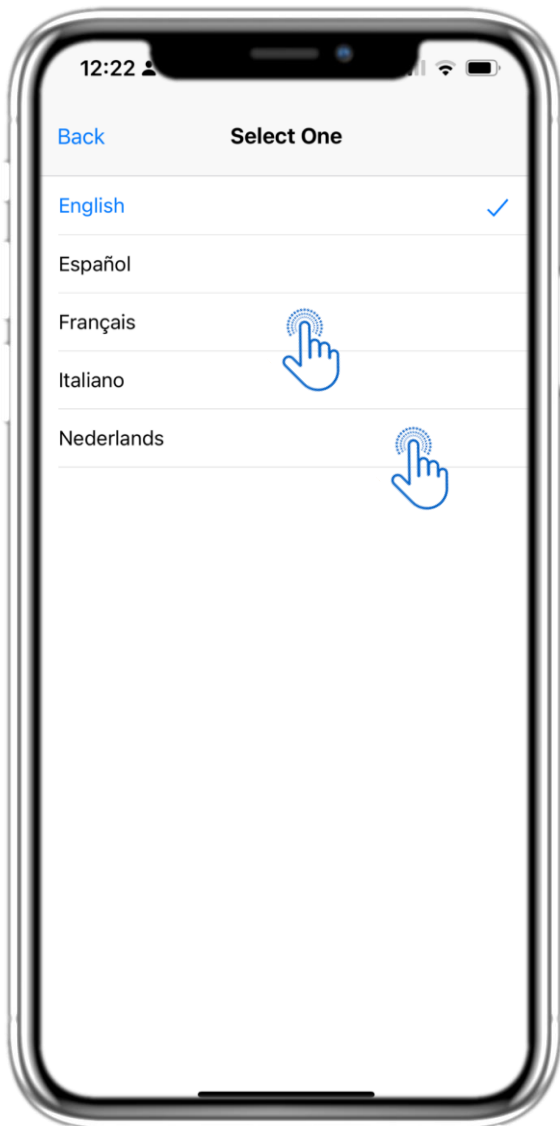 12:22
Back Select One
English
Español
Français
Italiano
Nederlands